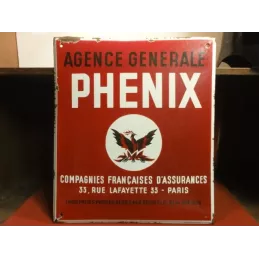 AGENCE GENERALE
PHENIX
COMPAGNIES FRANÇAISES D'ASSURANCES
33, RUE LAFAYETTE 33 - PARIS